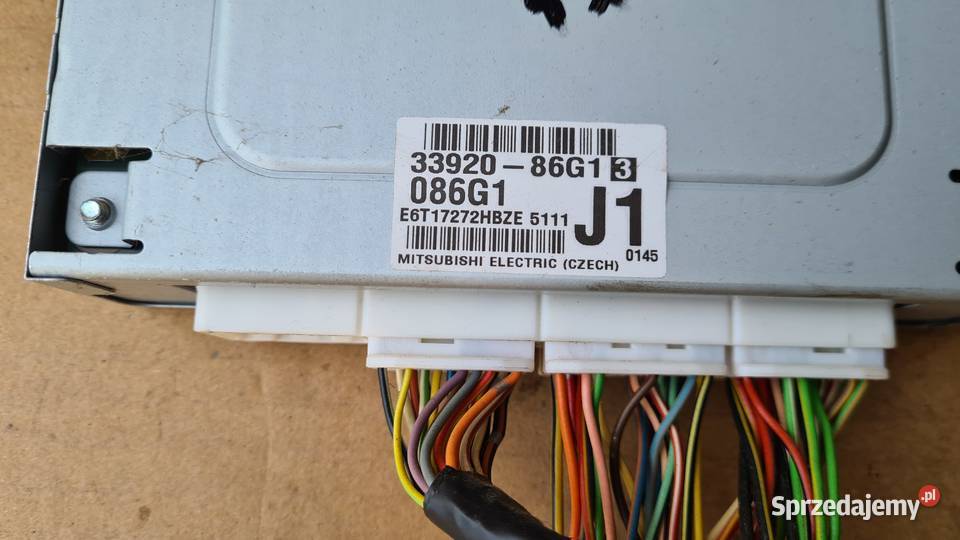 33920-86G1 3
086G1
E6T17272HBZE 5111
J1
0145
MITSUBISHI ELECTRIC (CZECH)
Sprzedajemy.pl